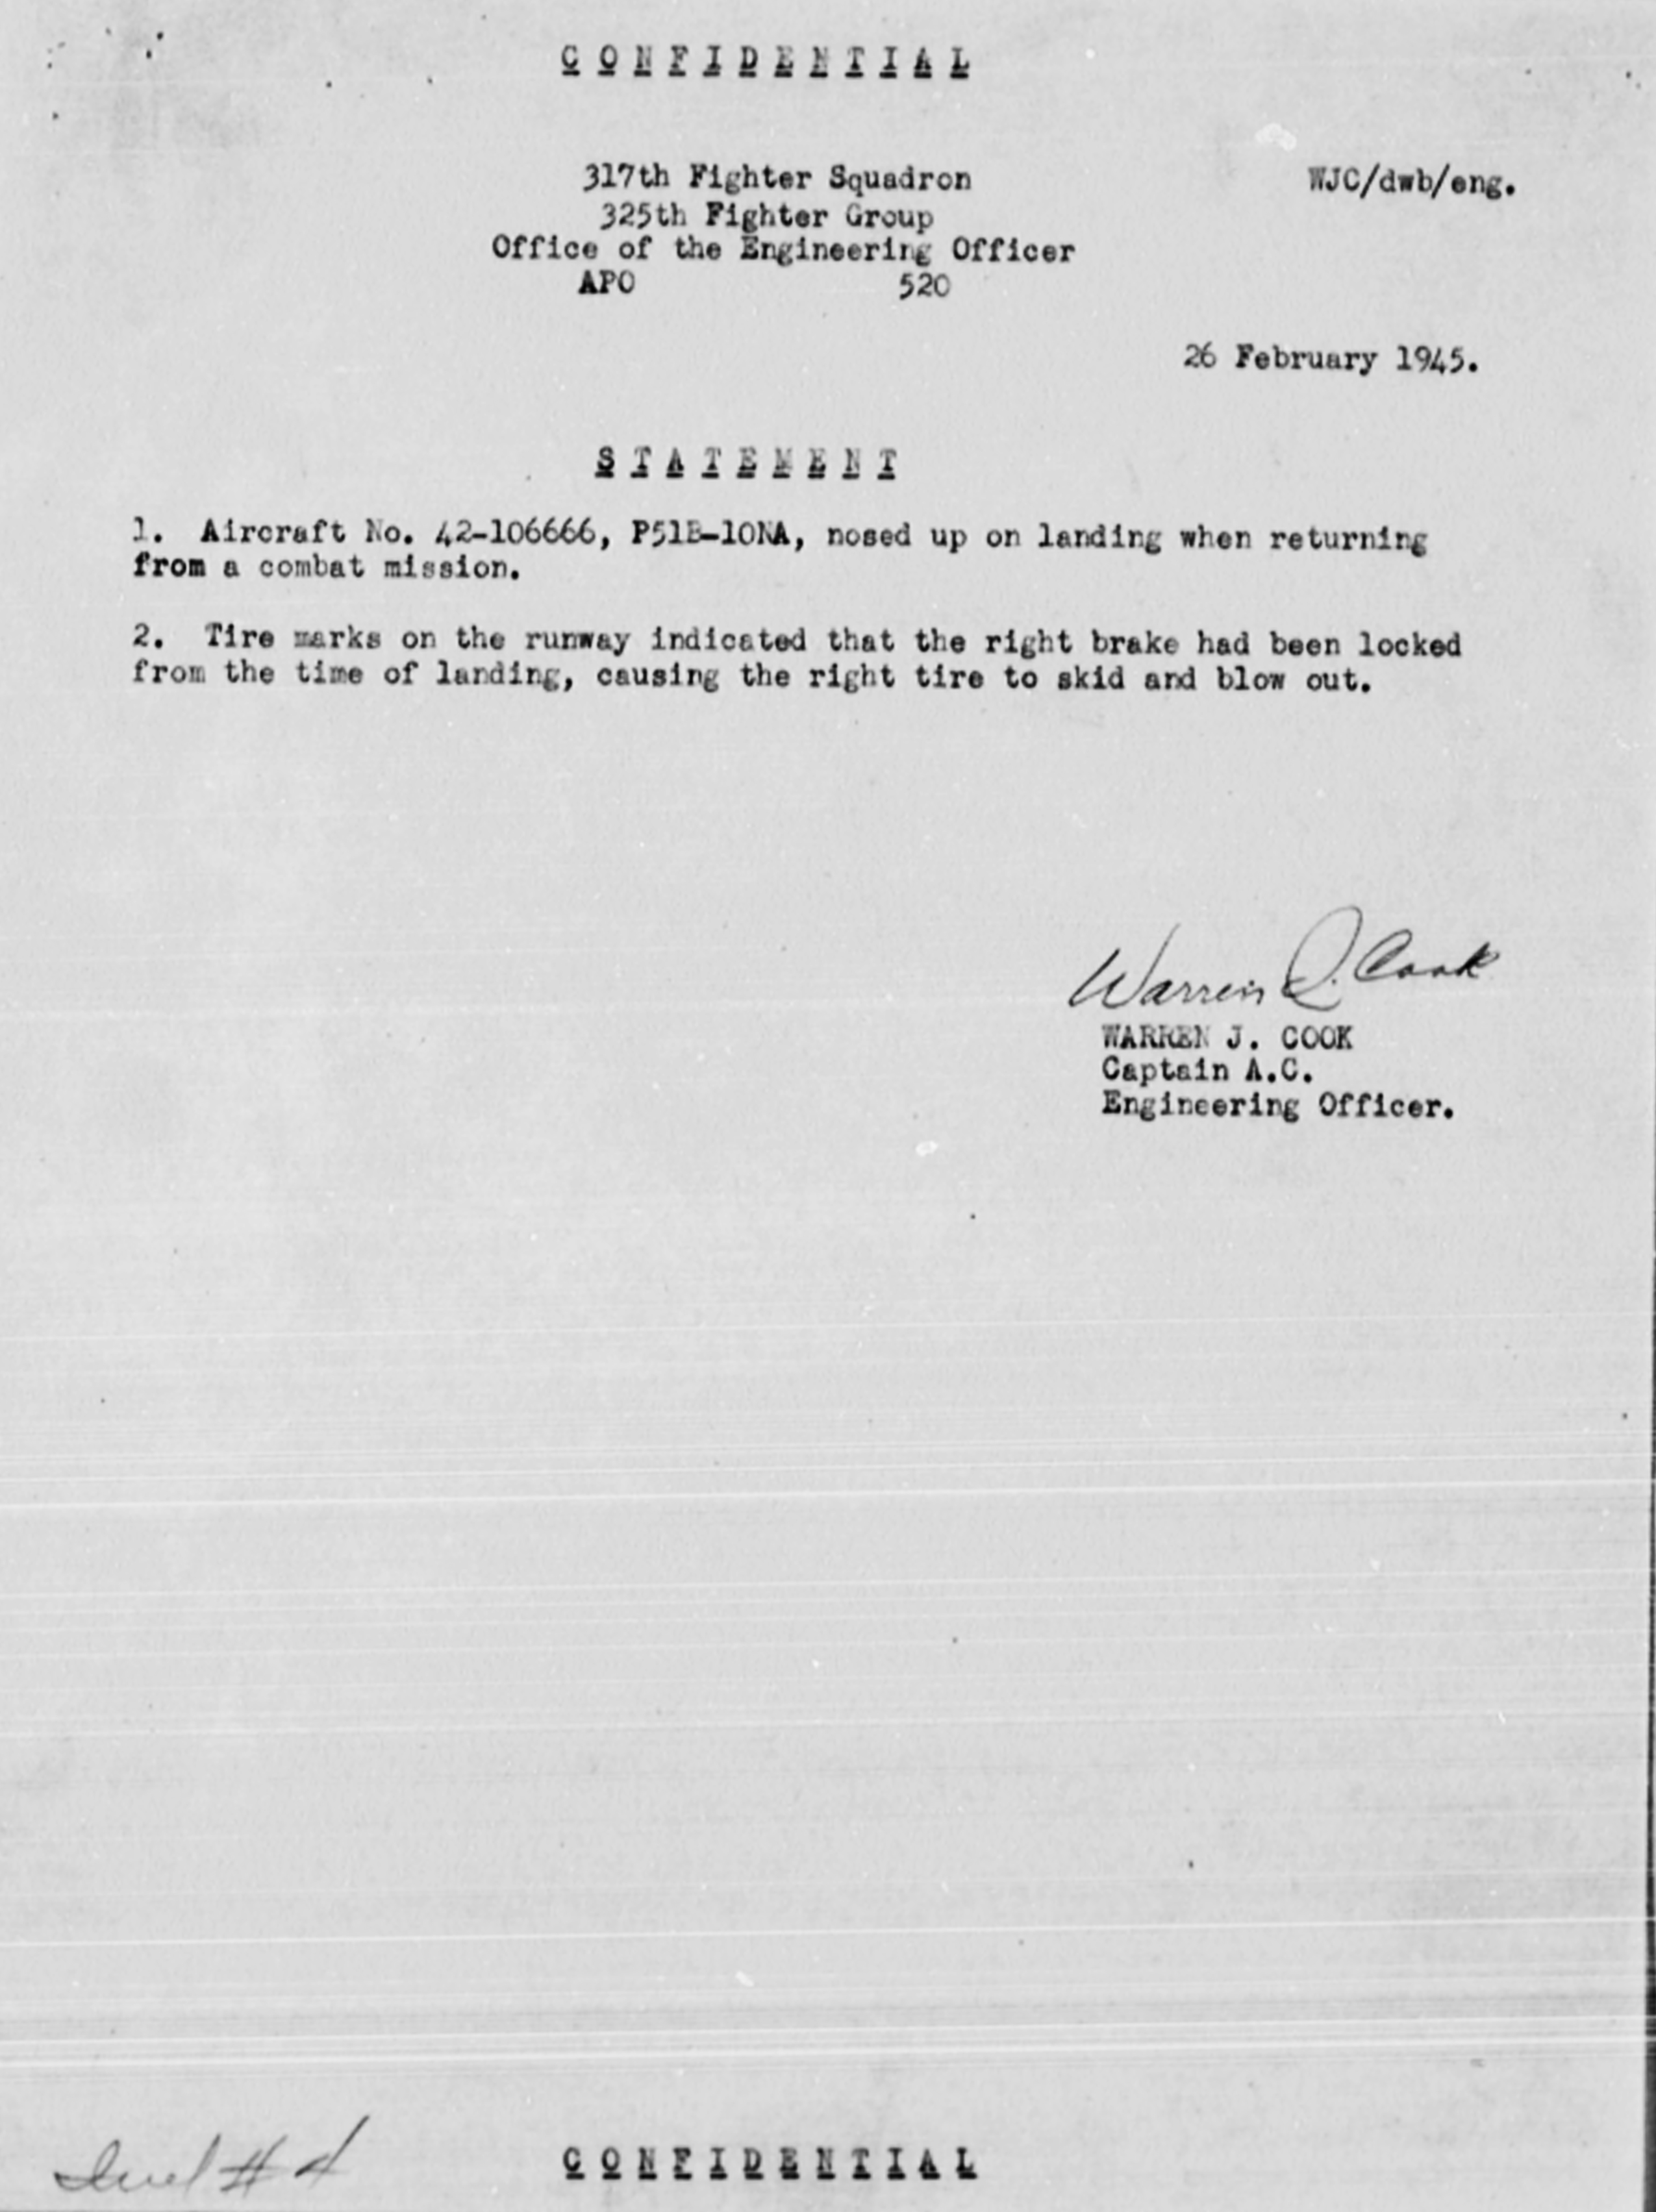 CONFIDENTIAL
317th Fighter Squadron
WJC/dwb/eng.
325th Fighter Group
Office of the Engineering Officer
APO 520
26 February 1945.
STATEMENT
1. Aircraft No. 42-106666, P51B-10NA, nosed up on landing when returning
from a combat mission.
2. Tire marks on the runway indicated that the right brake had been locked
from the time of landing, causing the right tire to skid and blow out.
Warren J. Cook
WARREN J. COOK
Captain A.C.
Engineering Officer.
Incl # 4
CONFIDENTIAL